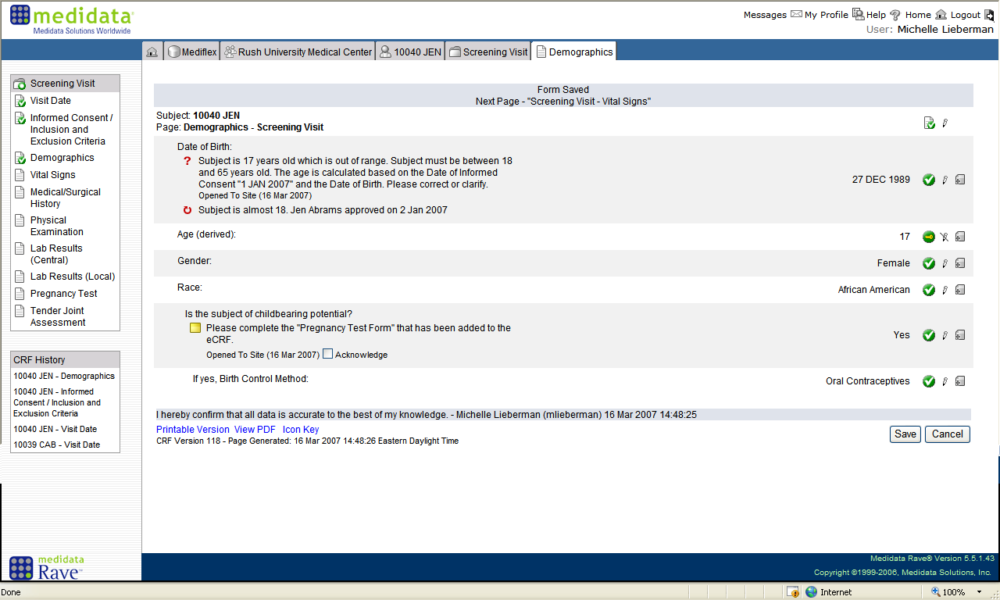 medidata
Medidata Solutions Worldwide
Messages My Profile Help Home Logout
User: Michelle Lieberman
Mediflex Rush University Medical Center 10040 JEN Screening Visit Demographics
Screening Visit
Visit Date
Informed Consent /
Inclusion and
Exclusion Criteria
Demographics
Vital Signs
Medical/Surgical
History
Physical
Examination
Lab Results
(Central)
Lab Results (Local)
Pregnancy Test
Tender Joint
Assessment
CRF History
10040 JEN - Demographics
10040 JEN - Informed
Consent / Inclusion and
Exclusion Criteria
10040 JEN - Visit Date
10039 CAB - Visit Date
Form Saved
Next Page - "Screening Visit - Vital Signs"
Subject: 10040 JEN
Page: Demographics - Screening Visit
Date of Birth:
? Subject is 17 years old which is out of range. Subject must be between 18
and 65 years old. The age is calculated based on the Date of Informed
Consent "1 JAN 2007" and the Date of Birth. Please correct or clarify.
Opened To Site (16 Mar 2007)
27 DEC 1989
Subject is almost 18. Jen Abrams approved on 2 Jan 2007
Age (derived): 17
Gender: Female
Race: African American
Is the subject of childbearing potential?
Please complete the "Pregnancy Test Form" that has been added to the
eCRF.
Opened To Site (16 Mar 2007) Acknowledge
Yes
If yes, Birth Control Method: Oral Contraceptives
I hereby confirm that all data is accurate to the best of my knowledge. - Michelle Lieberman (mlieberman) 16 Mar 2007 14:48:25
Printable Version View PDF Icon Key
CRF Version 118 - Page Generated: 16 Mar 2007 14:48:26 Eastern Daylight Time
Save Cancel
medidata
Rave™
Medidata Rave® Version 5.5.1.43
Copyright ©1999-2006, Medidata Solutions, Inc.
Done Internet 100%